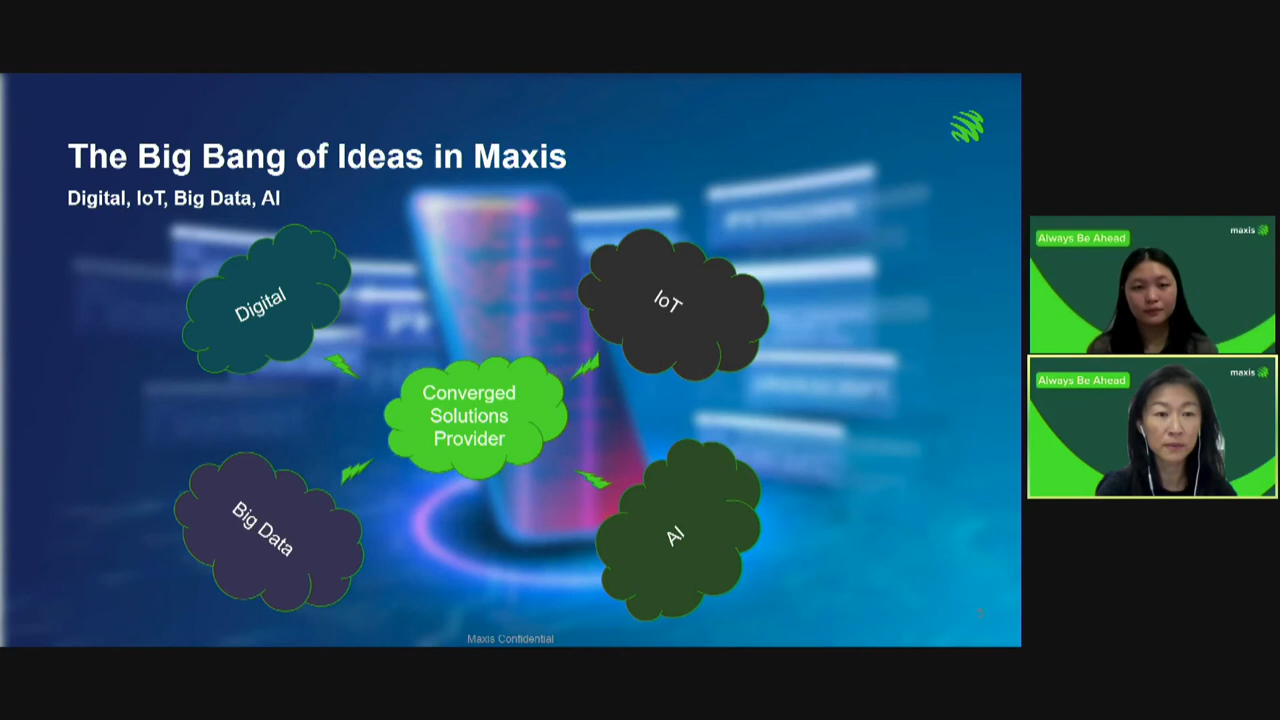 The Big Bang of Ideas in Maxis
Digital, IoT, Big Data, AI
Digital
IoT
Converged
Solutions
Provider
Big Data
AI
Maxis Confidential
Always Be Ahead
maxis
Always Be Ahead
maxis